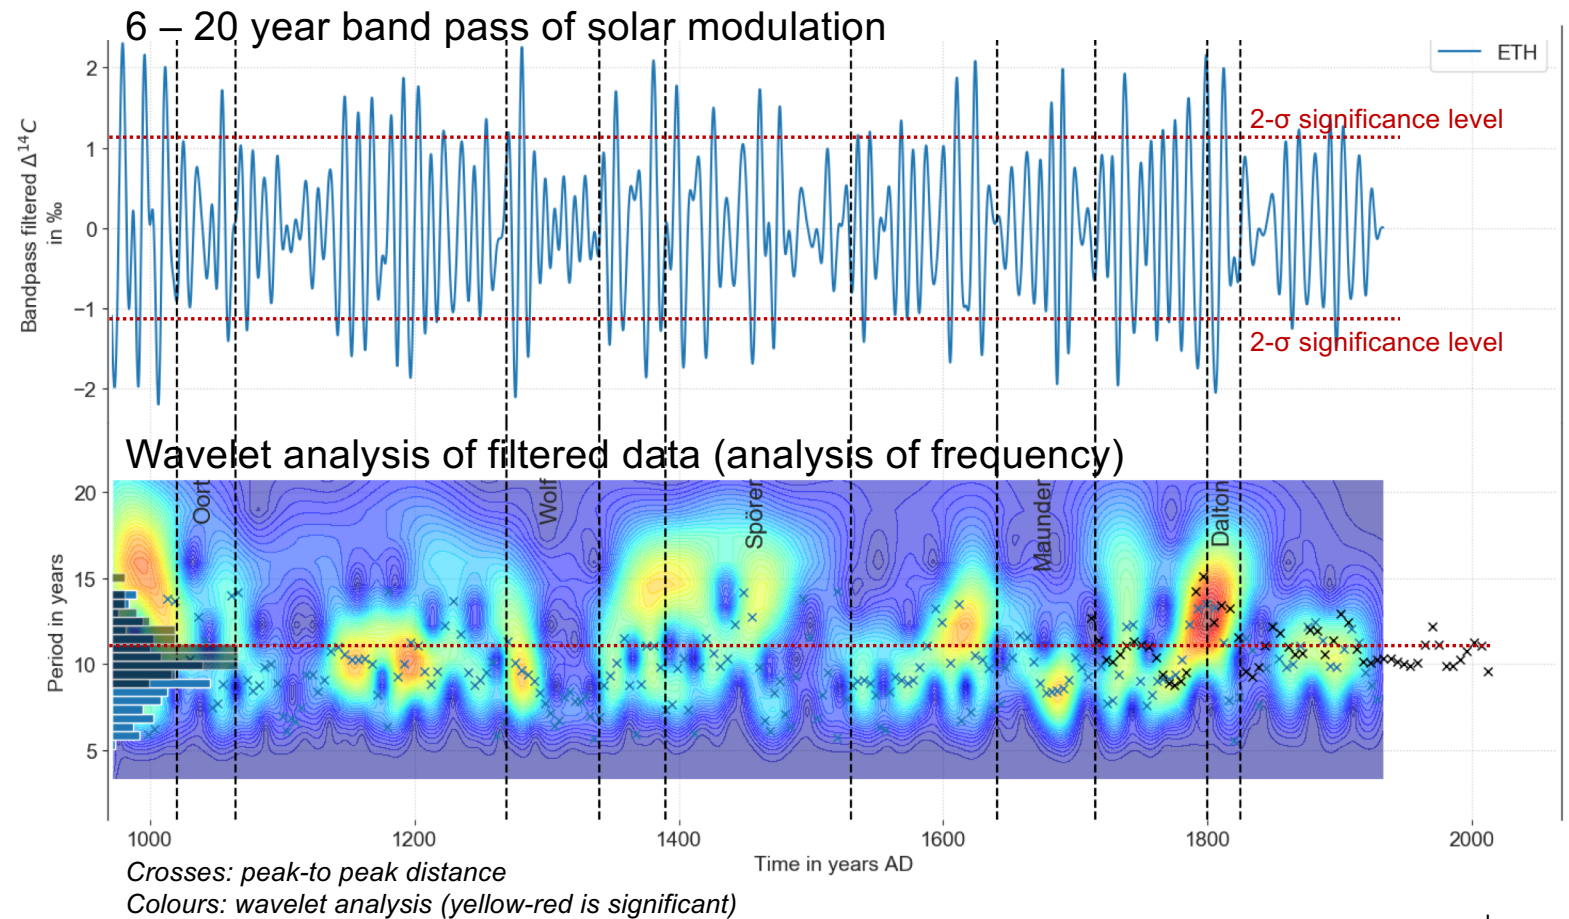 6 – 20 year band pass of solar modulation
ETH
2
1
0
−1
−2
Bandpass filtered Δ¹⁴C
in ‰
2-σ significance level
2-σ significance level
Wavelet analysis of filtered data (analysis of frequency)
Oort
Wolf
Spörer
Maunder
Dalton
20
15
10
5
Period in years
1000
1200
1400
1600
1800
2000
Time in years AD
Crosses: peak-to peak distance
Colours: wavelet analysis (yellow-red is significant)